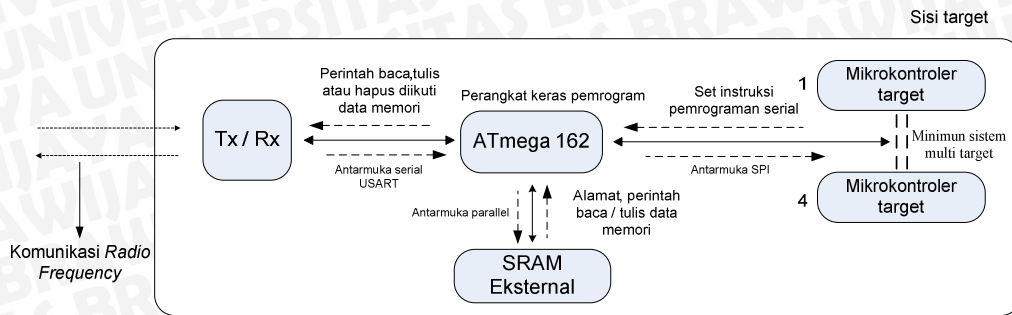 Sisi target
Perintah baca,tulis
atau hapus diikuti
data memori
Perangkat keras pemrogram
Set instruksi
pemrograman serial
1
Mikrokontroler
target
Tx / Rx
ATmega 162
Minimun sistem
multi target
Antarmuka serial
USART
Antarmuka SPI
4
Mikrokontroler
target
Antarmuka parallel
Alamat, perintah
baca / tulis data
memori
Komunikasi Radio
Frequency
SRAM
Eksternal